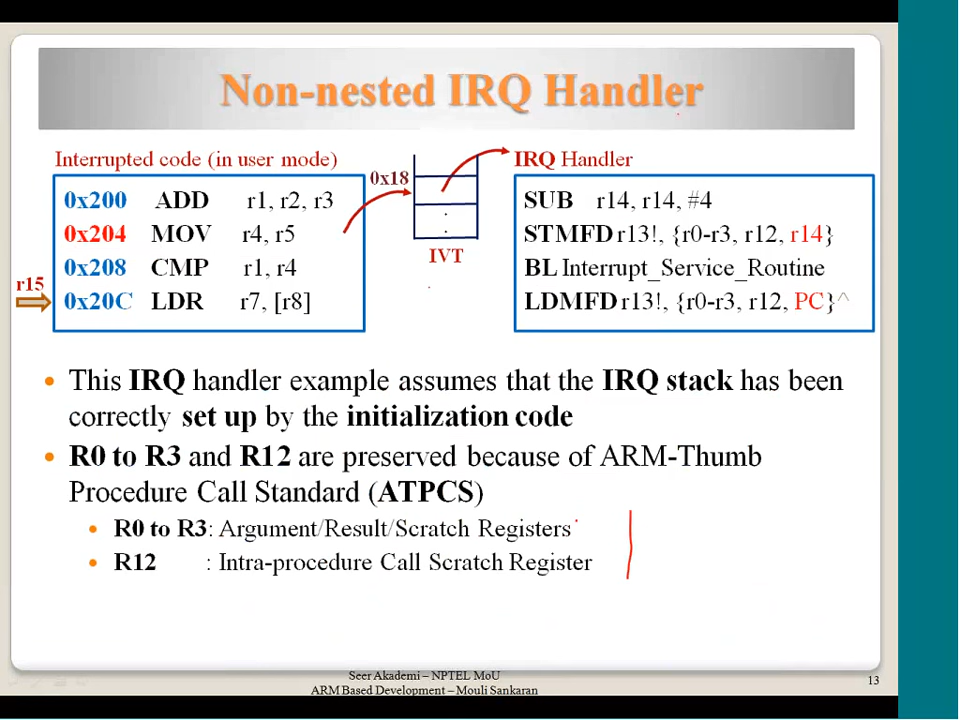 Non-nested IRQ Handler
Interrupted code (in user mode)
0x200 ADD r1, r2, r3
0x204 MOV r4, r5
0x208 CMP r1, r4
0x20C LDR r7, [r8]
r15
0x18
IVT
IRQ Handler
SUB r14, r14, #4
STMFD r13!, {r0-r3, r12, r14}
BL Interrupt_Service_Routine
LDMFD r13!, {r0-r3, r12, PC}^
• This IRQ handler example assumes that the IRQ stack has been
correctly set up by the initialization code
• R0 to R3 and R12 are preserved because of ARM-Thumb
Procedure Call Standard (ATPCS)
• R0 to R3: Argument/Result/Scratch Registers
• R12 : Intra-procedure Call Scratch Register
Seer Akademi – NPTEL MoU
ARM Based Development – Mouli Sankaran
13